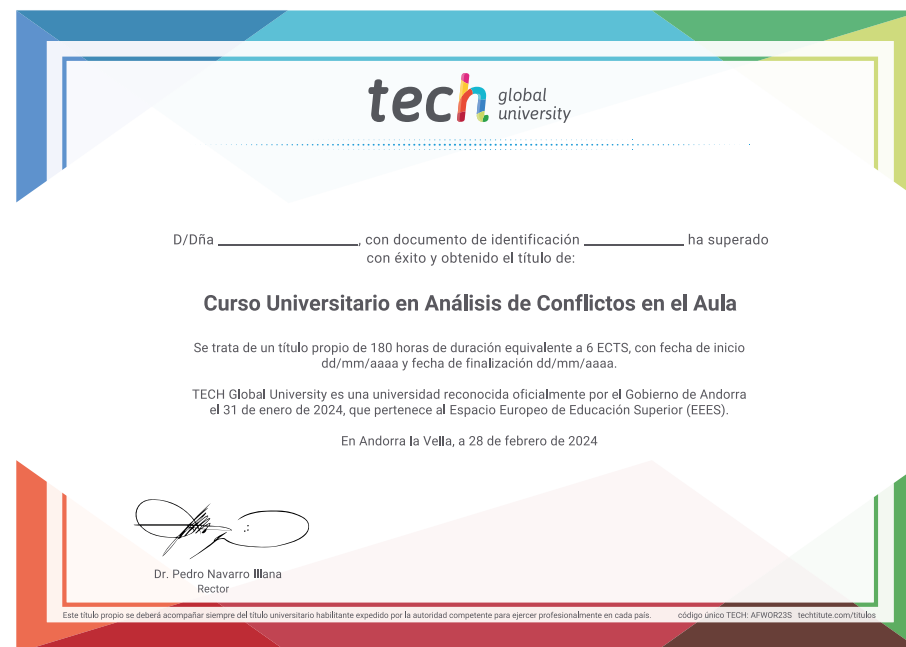 tech global university
D/Dña ____________________, con documento de identificación ______________ ha superado
con éxito y obtenido el título de:
Curso Universitario en Análisis de Conflictos en el Aula
Se trata de un título propio de 180 horas de duración equivalente a 6 ECTS, con fecha de inicio
dd/mm/aaaa y fecha de finalización dd/mm/aaaa.
TECH Global University es una universidad reconocida oficialmente por el Gobierno de Andorra
el 31 de enero de 2024, que pertenece al Espacio Europeo de Educación Superior (EEES).
En Andorra la Vella, a 28 de febrero de 2024
Dr. Pedro Navarro Illana
Rector
Este título propio se deberá acompañar siempre del título universitario habilitante expedido por la autoridad competente para ejercer profesionalmente en cada país. código único TECH: AFWOR23S techtitute.com/titulos